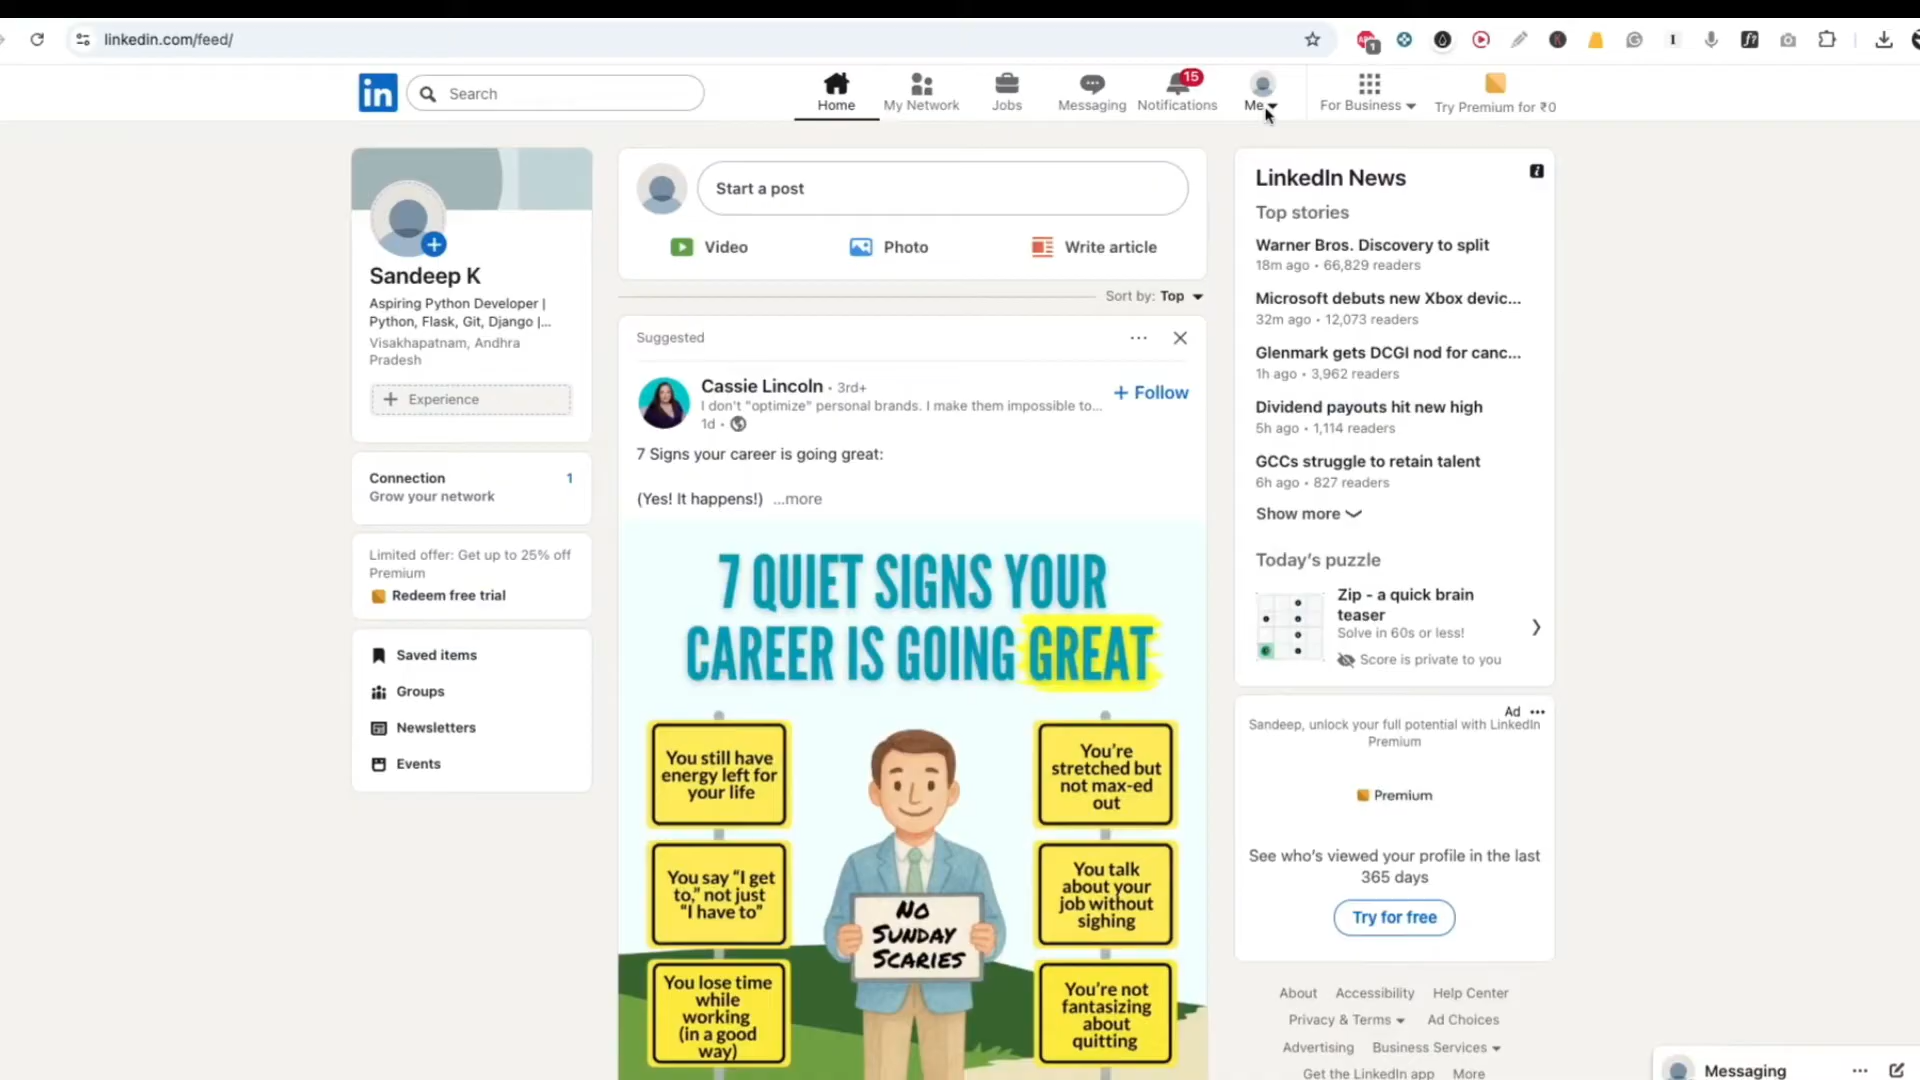 linkedin.com/feed/
1
in
Search
Home
My Network
Jobs
Messaging
15
Notifications
Me
For Business
Try Premium for ₹0
Sandeep K
Aspiring Python Developer |
Python, Flask, Git, Django |...
Visakhapatnam, Andhra
Pradesh
+ Experience
Connection 1
Grow your network
Limited offer: Get up to 25% off
Premium
Redeem free trial
Saved items
Groups
Newsletters
Events
Start a post
Video
Photo
Write article
Sort by: Top
Suggested
Cassie Lincoln • 3rd+
+ Follow
I don't "optimize" personal brands. I make them impossible to...
1d •
7 Signs your career is going great:
(Yes! It happens!) ...more
7 QUIET SIGNS YOUR
CAREER IS GOING GREAT
You still have
energy left for
your life
You say “I get
to,” not just
“I have to”
You lose time
while
working
(in a good
way)
NO
SUNDAY
SCARIES
You’re
stretched but
not max-ed
out
You talk
about your
job without
sighing
You’re not
fantasizing
about
quitting
LinkedIn News
Top stories
Warner Bros. Discovery to split
18m ago • 66,829 readers
Microsoft debuts new Xbox devic...
32m ago • 12,073 readers
Glenmark gets DCGI nod for canc...
1h ago • 3,962 readers
Dividend payouts hit new high
5h ago • 1,114 readers
GCCs struggle to retain talent
6h ago • 827 readers
Show more
Today’s puzzle
Zip - a quick brain
teaser
Solve in 60s or less!
Score is private to you
Ad
Sandeep, unlock your full potential with LinkedIn
Premium
Premium
See who’s viewed your profile in the last
365 days
Try for free
About Accessibility Help Center
Privacy & Terms Ad Choices
Advertising Business Services
Get the LinkedIn app More
Messaging